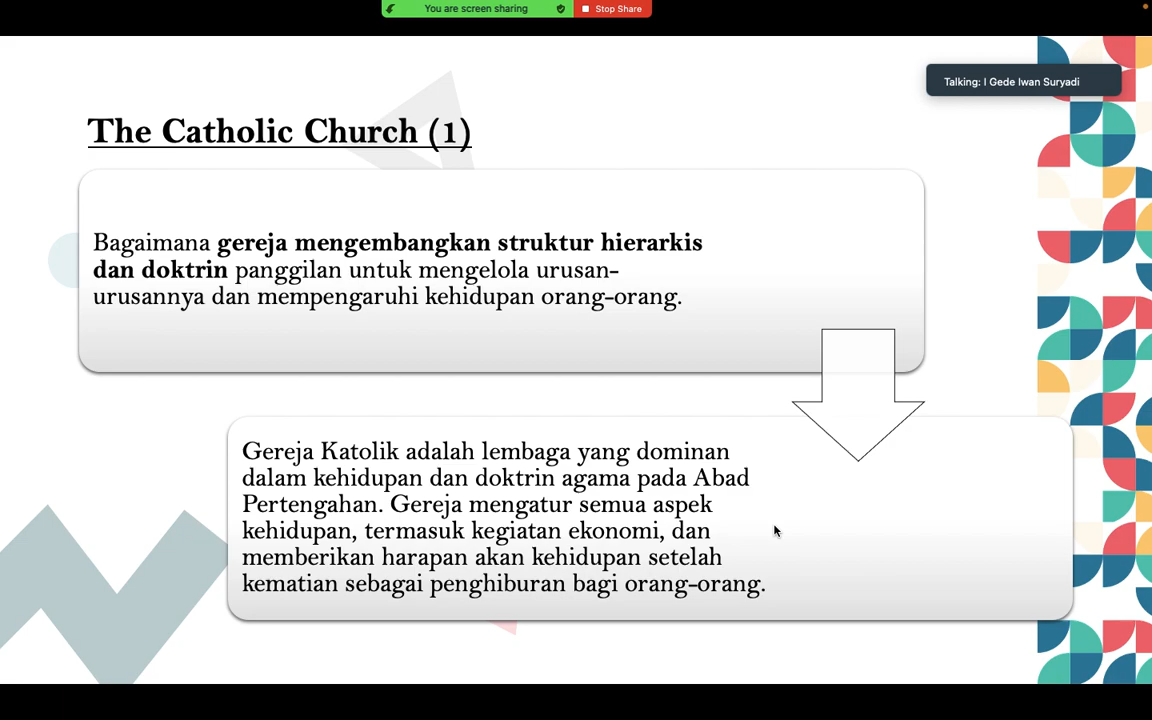 You are screen sharing
Stop Share
Talking: I Gede Iwan Suryadi
The Catholic Church (1)
Bagaimana gereja mengembangkan struktur hierarkis
dan doktrin panggilan untuk mengelola urusan-
urusannya dan mempengaruhi kehidupan orang-orang.
Gereja Katolik adalah lembaga yang dominan
dalam kehidupan dan doktrin agama pada Abad
Pertengahan. Gereja mengatur semua aspek
kehidupan, termasuk kegiatan ekonomi, dan
memberikan harapan akan kehidupan setelah
kematian sebagai penghiburan bagi orang-orang.